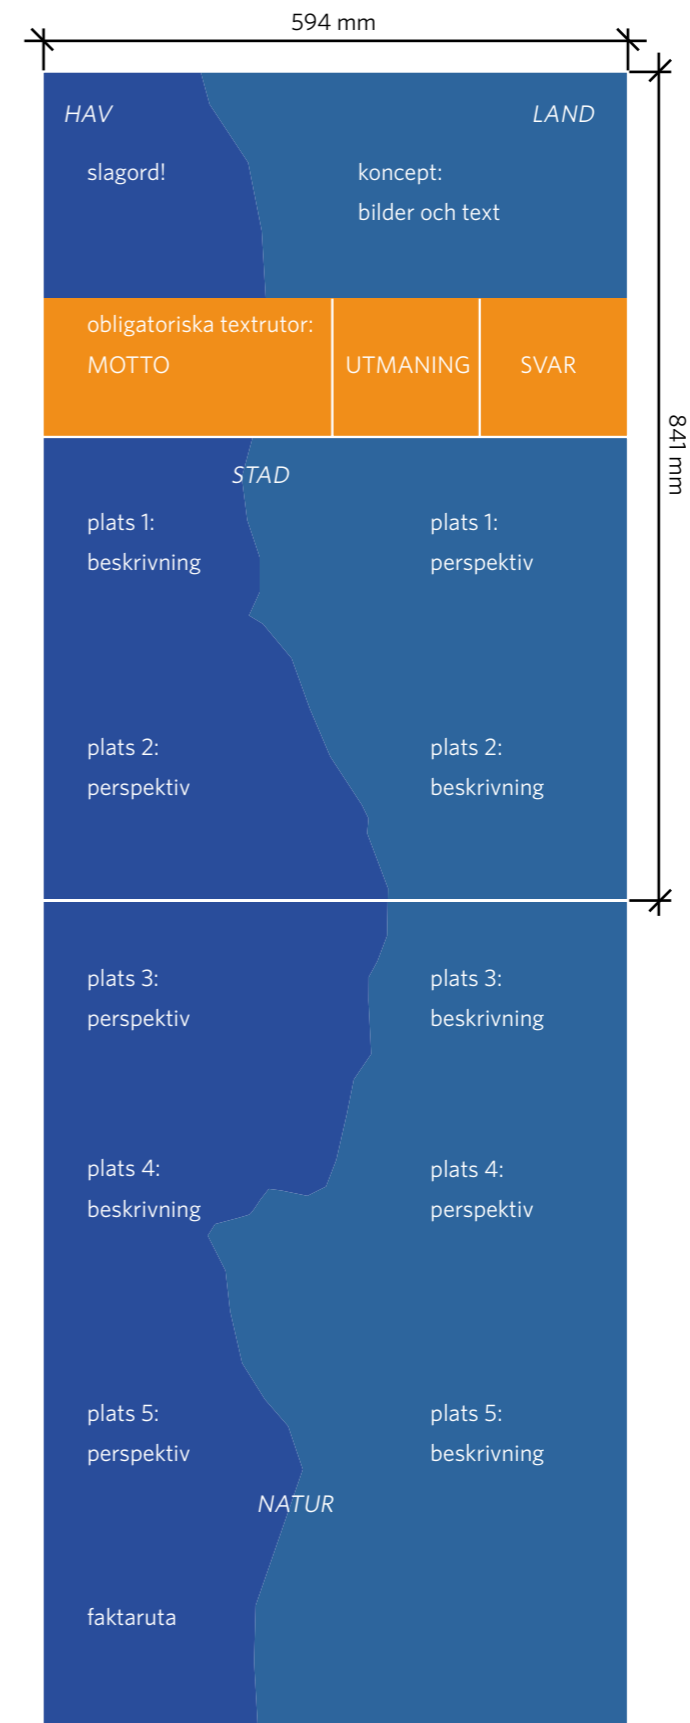 594 mm
HAV
LAND
slagord!
koncept:
bilder och text
obligatoriska textrutor:
MOTTO
UTMANING
SVAR
841 mm
STAD
plats 1:
beskrivning
plats 1:
perspektiv
plats 2:
perspektiv
plats 2:
beskrivning
plats 3:
perspektiv
plats 3:
beskrivning
plats 4:
beskrivning
plats 4:
perspektiv
plats 5:
perspektiv
plats 5:
beskrivning
NATUR
faktaruta